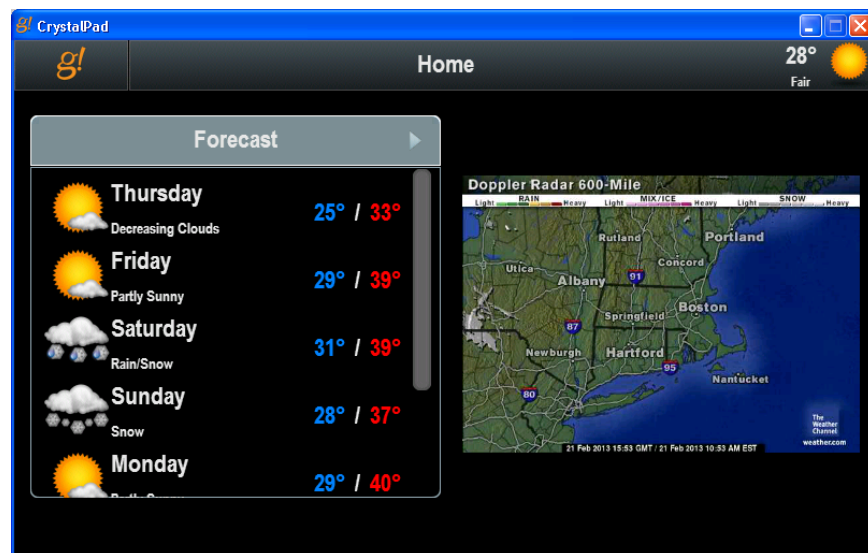 g! CrystalPad
g!
Home
28°
Fair
Forecast
Thursday
Decreasing Clouds
25° / 33°
Friday
Partly Sunny
29° / 39°
Saturday
Rain/Snow
31° / 39°
Sunday
Snow
28° / 37°
Monday
Partly Sunny
29° / 40°
Doppler Radar 600-Mile
RAIN MIX/ICE SNOW
Light Heavy Light Heavy Light Heavy
Rutland
Portland
Concord
Utica
Albany
91
Springfield
Boston
87
Newburgh
Hartford
95
Nantucket
80
The
Weather
Channel
weather.com
21 Feb 2013 15:53 GMT / 21 Feb 2013 10:53 AM EST